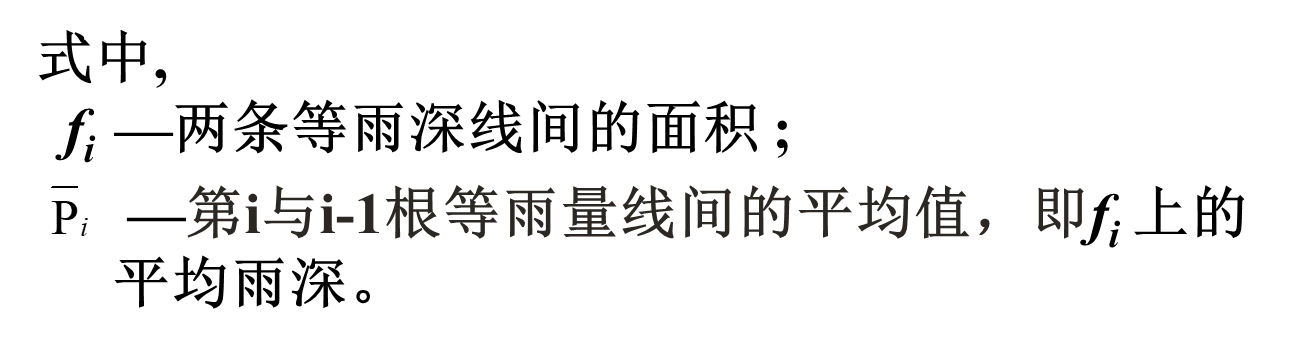 式中,
fᵢ —两条等雨深线间的面积；
P̅ᵢ —第i与i-1根等雨量线间的平均值，即fᵢ上的
平均雨深。